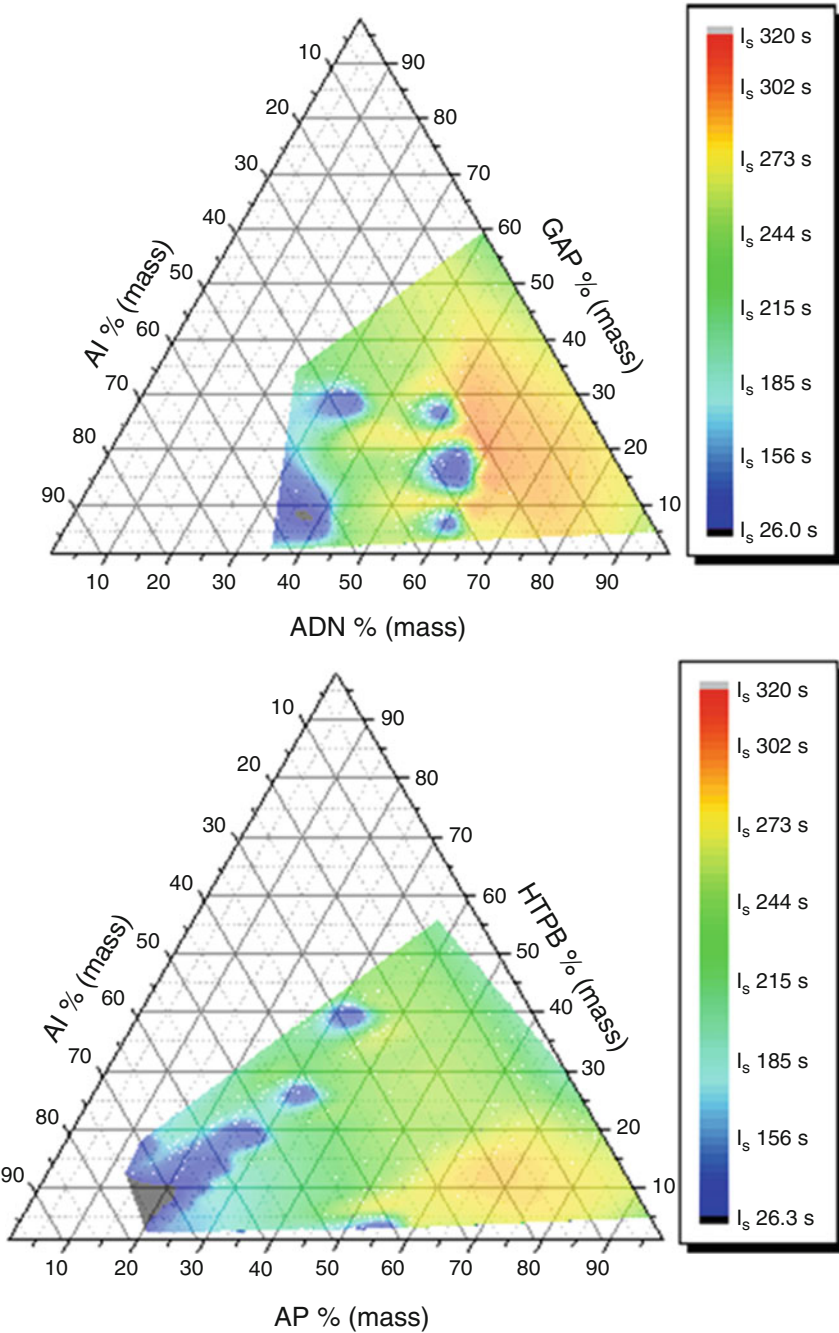 10
20
30
40
50
60
70
80
90
Al % (mass)
90
80
70
60
50
40
30
20
10
GAP % (mass)
10 20 30 40 50 60 70 80 90
ADN % (mass)
Is 320 s
Is 302 s
Is 273 s
Is 244 s
Is 215 s
Is 185 s
Is 156 s
Is 26.0 s
10
20
30
40
50
60
70
80
90
Al % (mass)
90
80
70
60
50
40
30
20
10
HTPB % (mass)
10 20 30 40 50 60 70 80 90
AP % (mass)
Is 320 s
Is 302 s
Is 273 s
Is 244 s
Is 215 s
Is 185 s
Is 156 s
Is 26.3 s